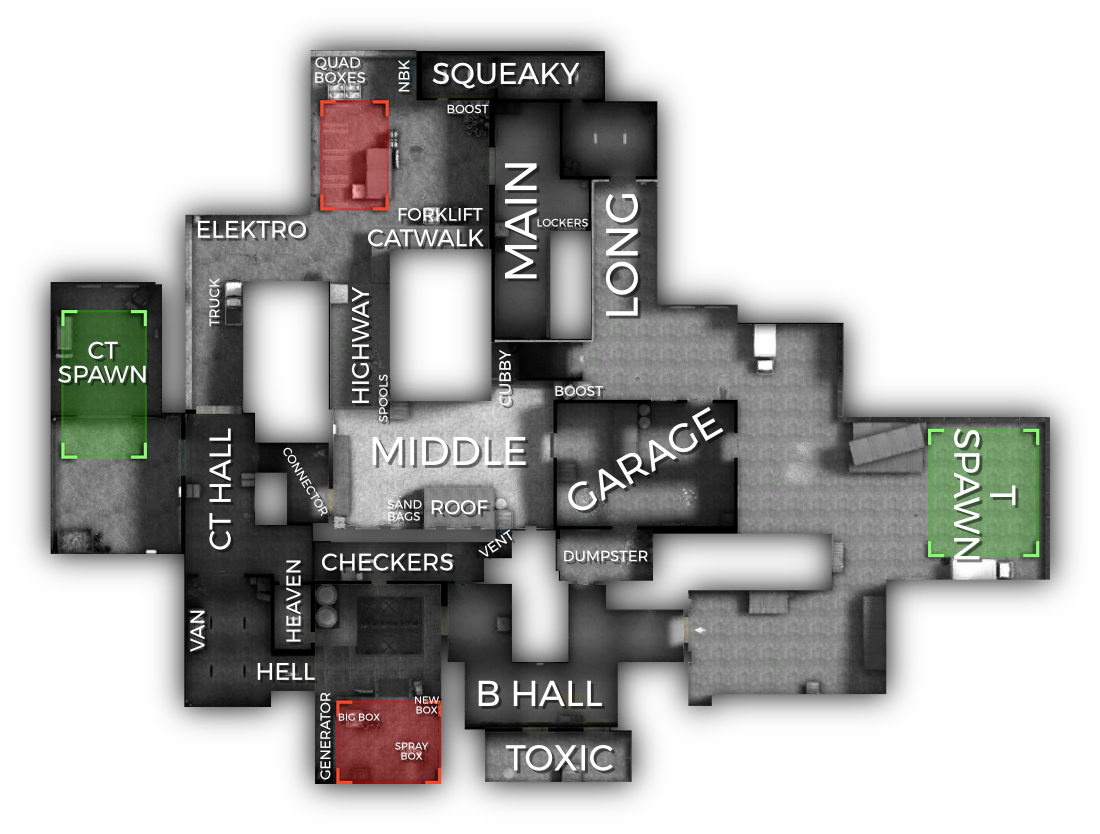 QUAD
BOXES
NBK
SQUEAKY
BOOST
MAIN
LOCKERS
LONG
FORKLIFT
CATWALK
ELEKTRO
TRUCK
HIGHWAY
SPOOLS
CUBBY
BOOST
CT
SPAWN
CT HALL
CONNECTOR
MIDDLE
SAND
BAGS
ROOF
GARAGE
T
SPAWN
VENT
DUMPSTER
CHECKERS
HEAVEN
VAN
HELL
GENERATOR
BIG BOX
NEW
BOX
SPRAY
BOX
B HALL
TOXIC